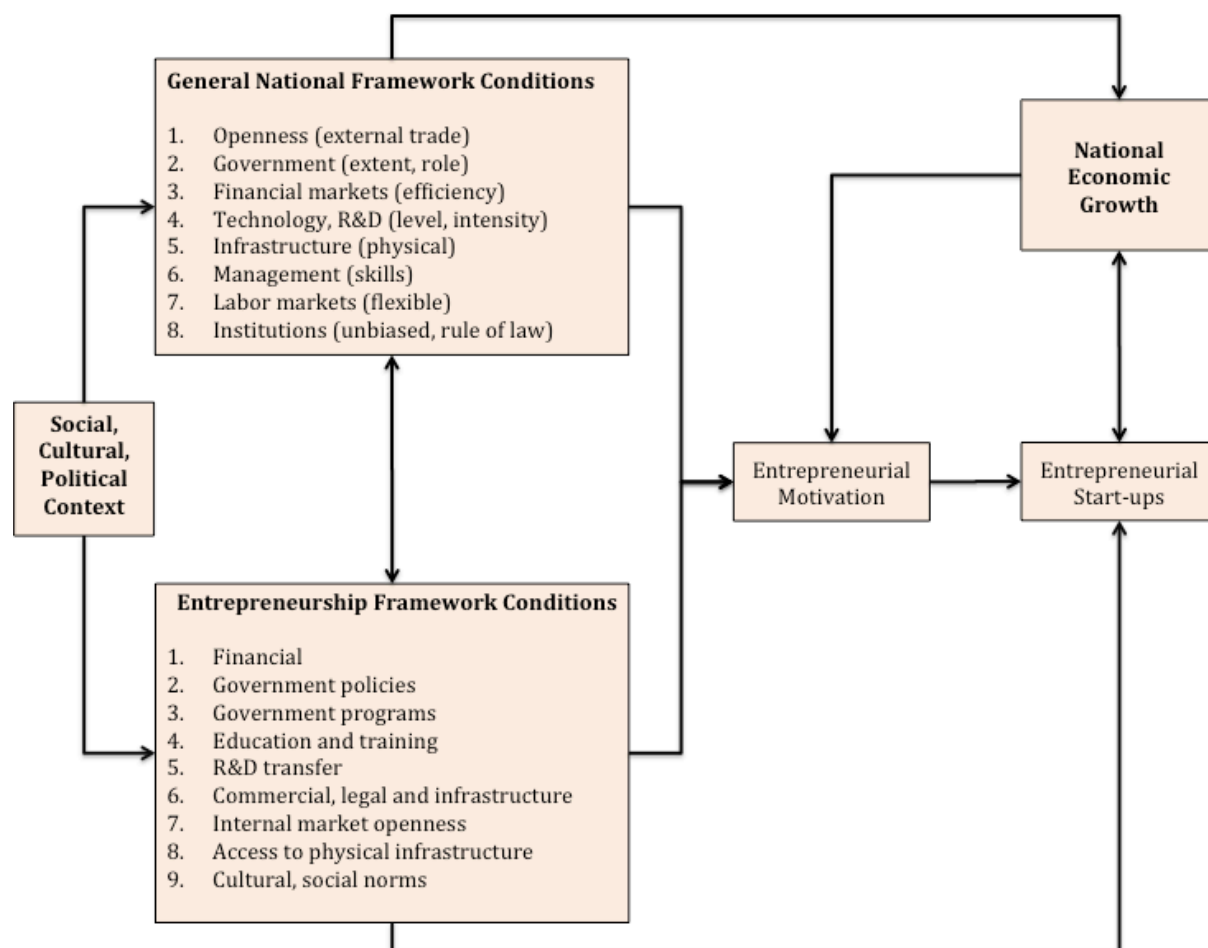 General National Framework Conditions
1. Openness (external trade)
2. Government (extent, role)
3. Financial markets (efficiency)
4. Technology, R&D (level, intensity)
5. Infrastructure (physical)
6. Management (skills)
7. Labor markets (flexible)
8. Institutions (unbiased, rule of law)
National
Economic
Growth
Social,
Cultural,
Political
Context
Entrepreneurial
Motivation
Entrepreneurial
Start-ups
Entrepreneurship Framework Conditions
1. Financial
2. Government policies
3. Government programs
4. Education and training
5. R&D transfer
6. Commercial, legal and infrastructure
7. Internal market openness
8. Access to physical infrastructure
9. Cultural, social norms